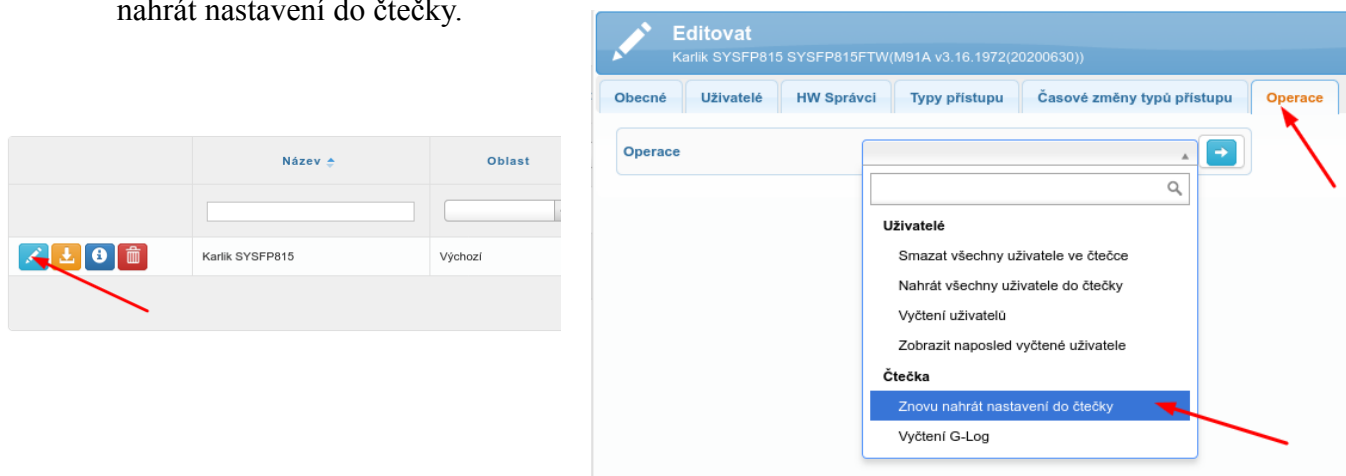 nahrát nastavení do čtečky.
Název
Oblast
Karlik SYSFP815
Výchozí
Editovat
Karlik SYSFP815 SYSFP815FTW(M91A v3.16.1972(20200630))
Obecné
Uživatelé
HW Správci
Typy přístupu
Časové změny typů přístupu
Operace
Operace
Uživatelé
Smazat všechny uživatele ve čtečce
Nahrát všechny uživatele do čtečky
Vyčtení uživatelů
Zobrazit naposled vyčtené uživatele
Čtečka
Znovu nahrát nastavení do čtečky
Vyčtení G-Log